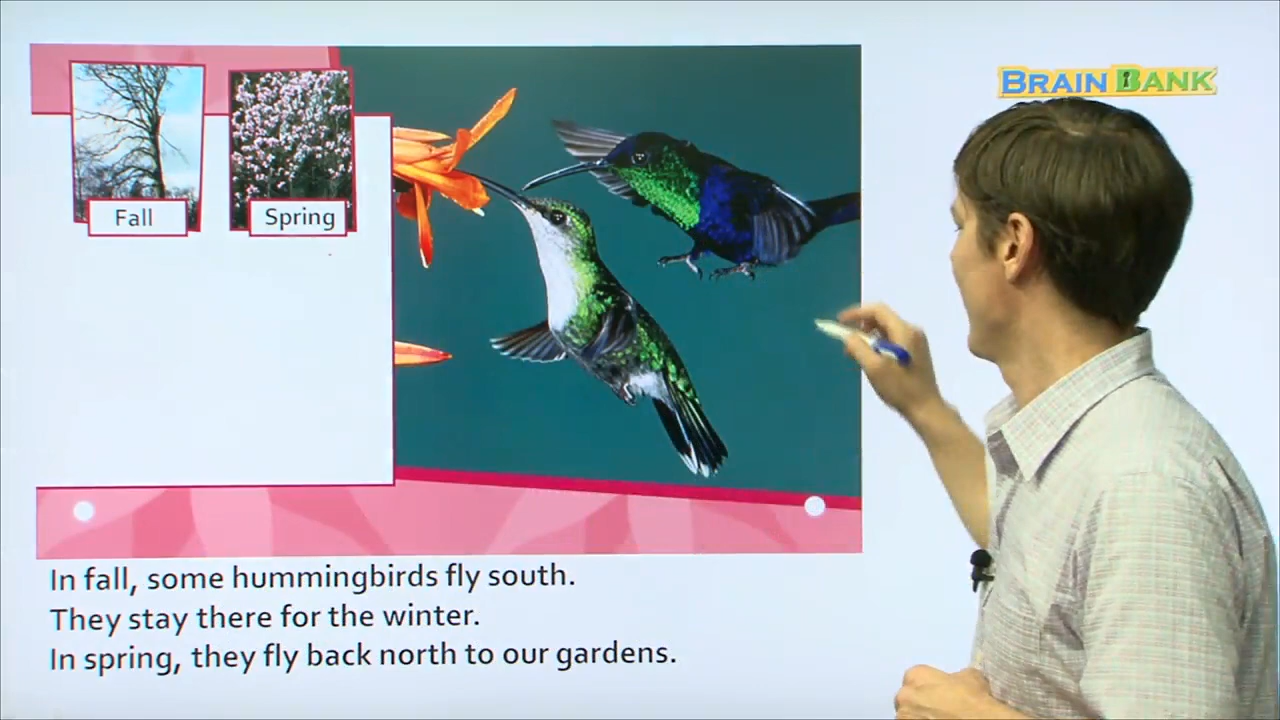 BRAIN BANK
Fall
Spring
In fall, some hummingbirds fly south.
They stay there for the winter.
In spring, they fly back north to our gardens.